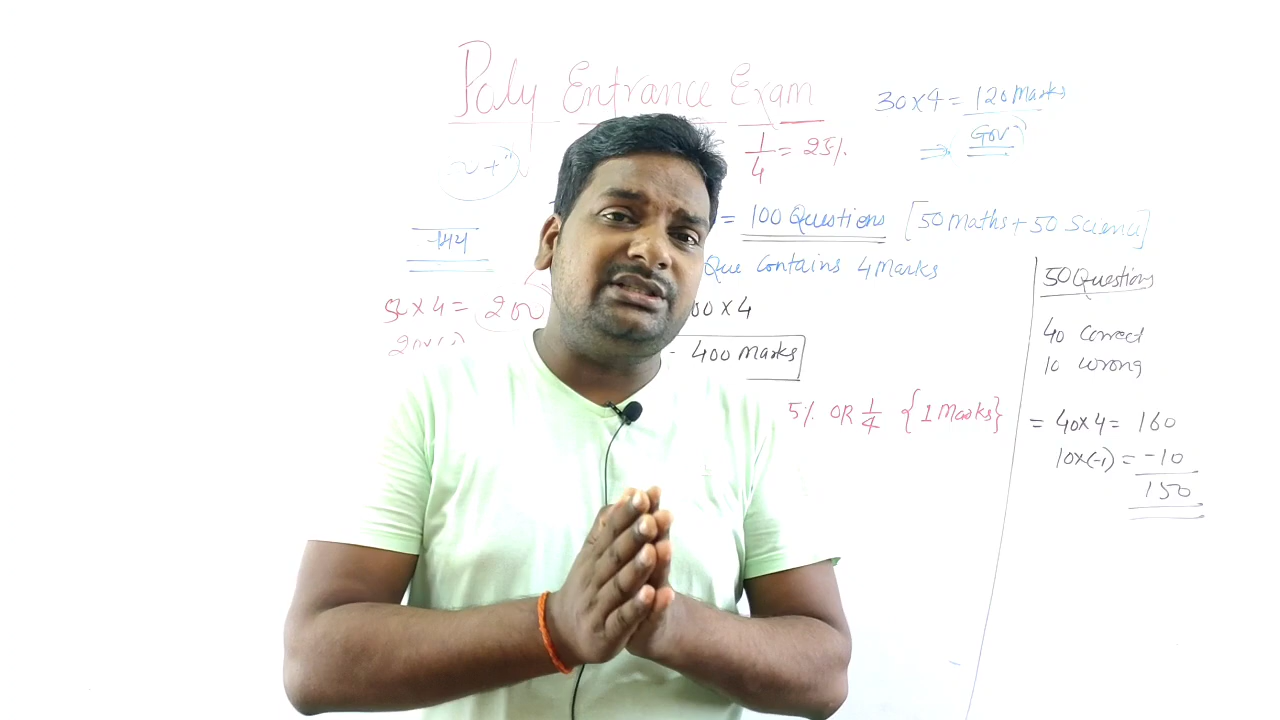 Poly Entrance Exam
30×4 = 120 Marks
1/4 = 25%
⇒ Gov^n
= 100 Questions [50 Maths + 50 Science]
144
Que Contains 4 Marks
50 Questions
50×4 = 200
00×4
40 Correct
400 Marks
10 wrong
5% OR 1/4 {1 Marks}
= 40×4 = 160
10×(-1) = -10
150